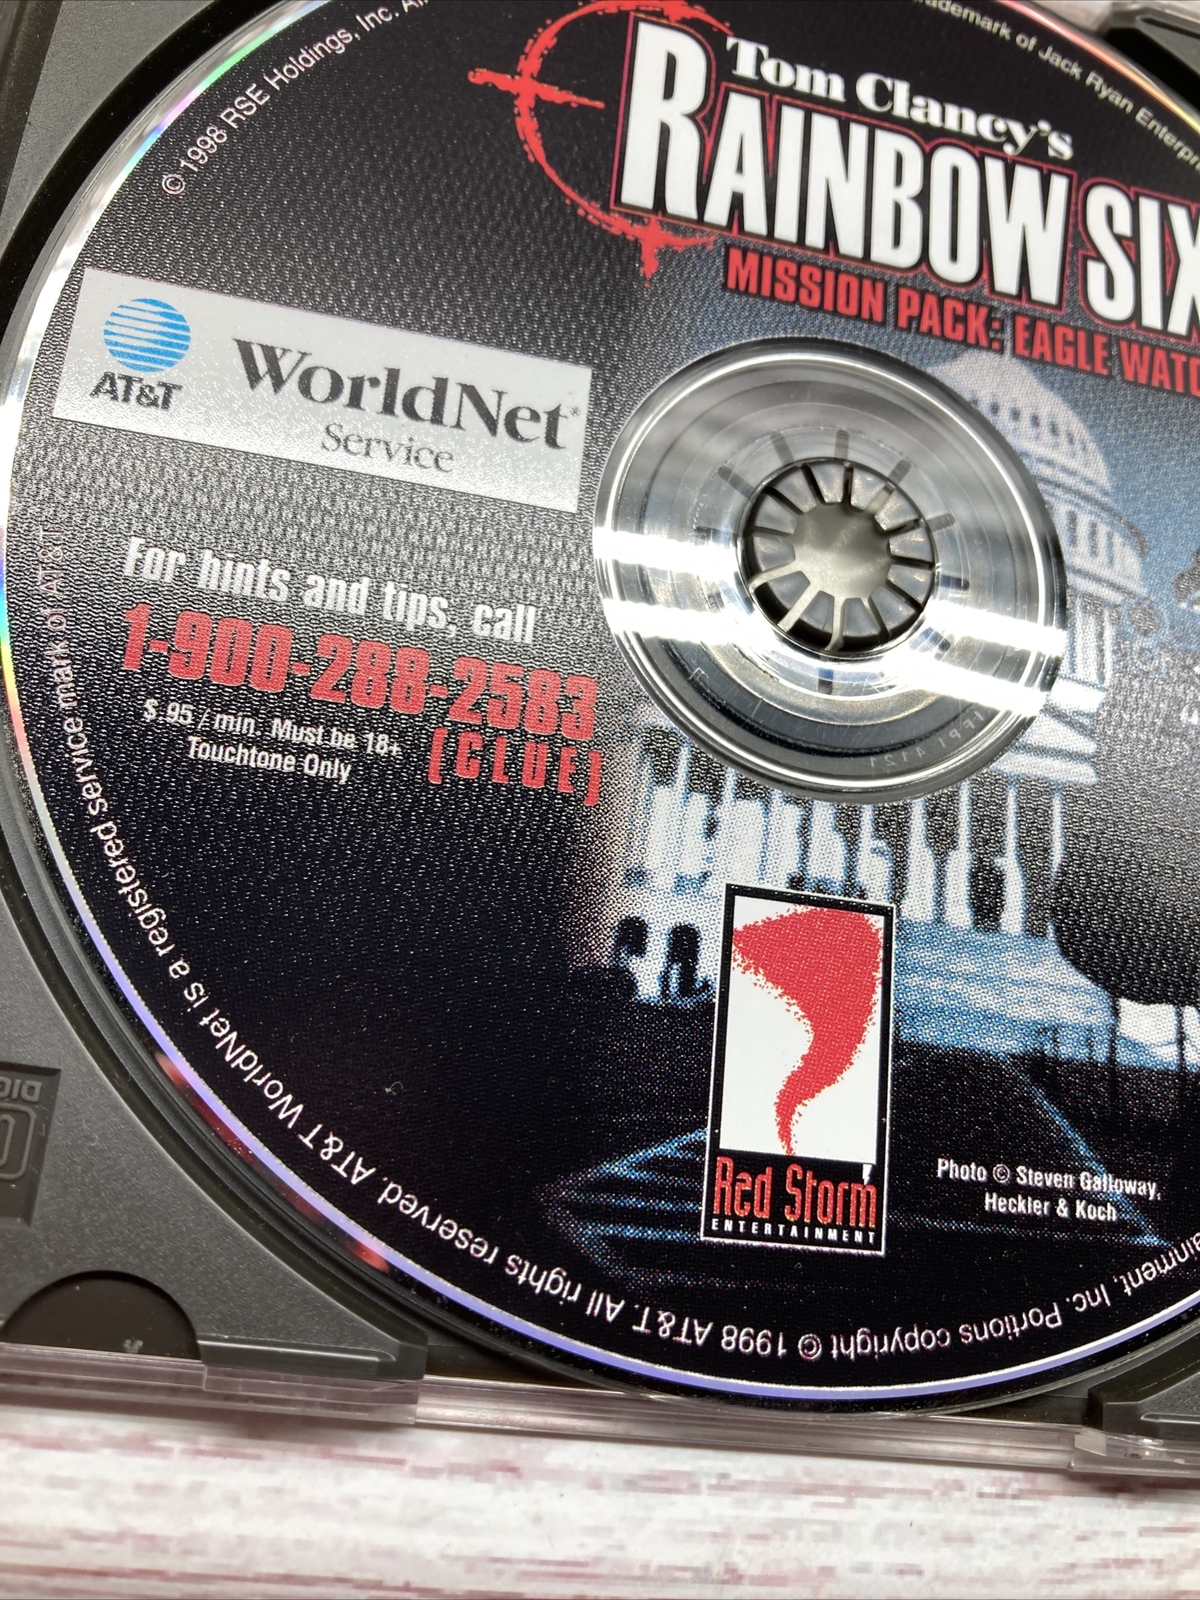 © 1998 RSE Holdings, Inc.
trademark of Jack Ryan
Tom Clancy's
RAINBOW SIX
MISSION PACK: EAGLE
AT&T
WorldNet
Service
For hints and tips, call
1-900-288-2583
$.95 / min. Must be 18+
[CLUE]
Touchtone Only
Red Storm
ENTERTAINMENT
Photo © Steven Galloway,
Heckler & Koch
Inc. Portions copyright © 1998 AT&T. All rights reserved. AT&T WorldNet is a registered service mark of AT&T.
IFPI 4121